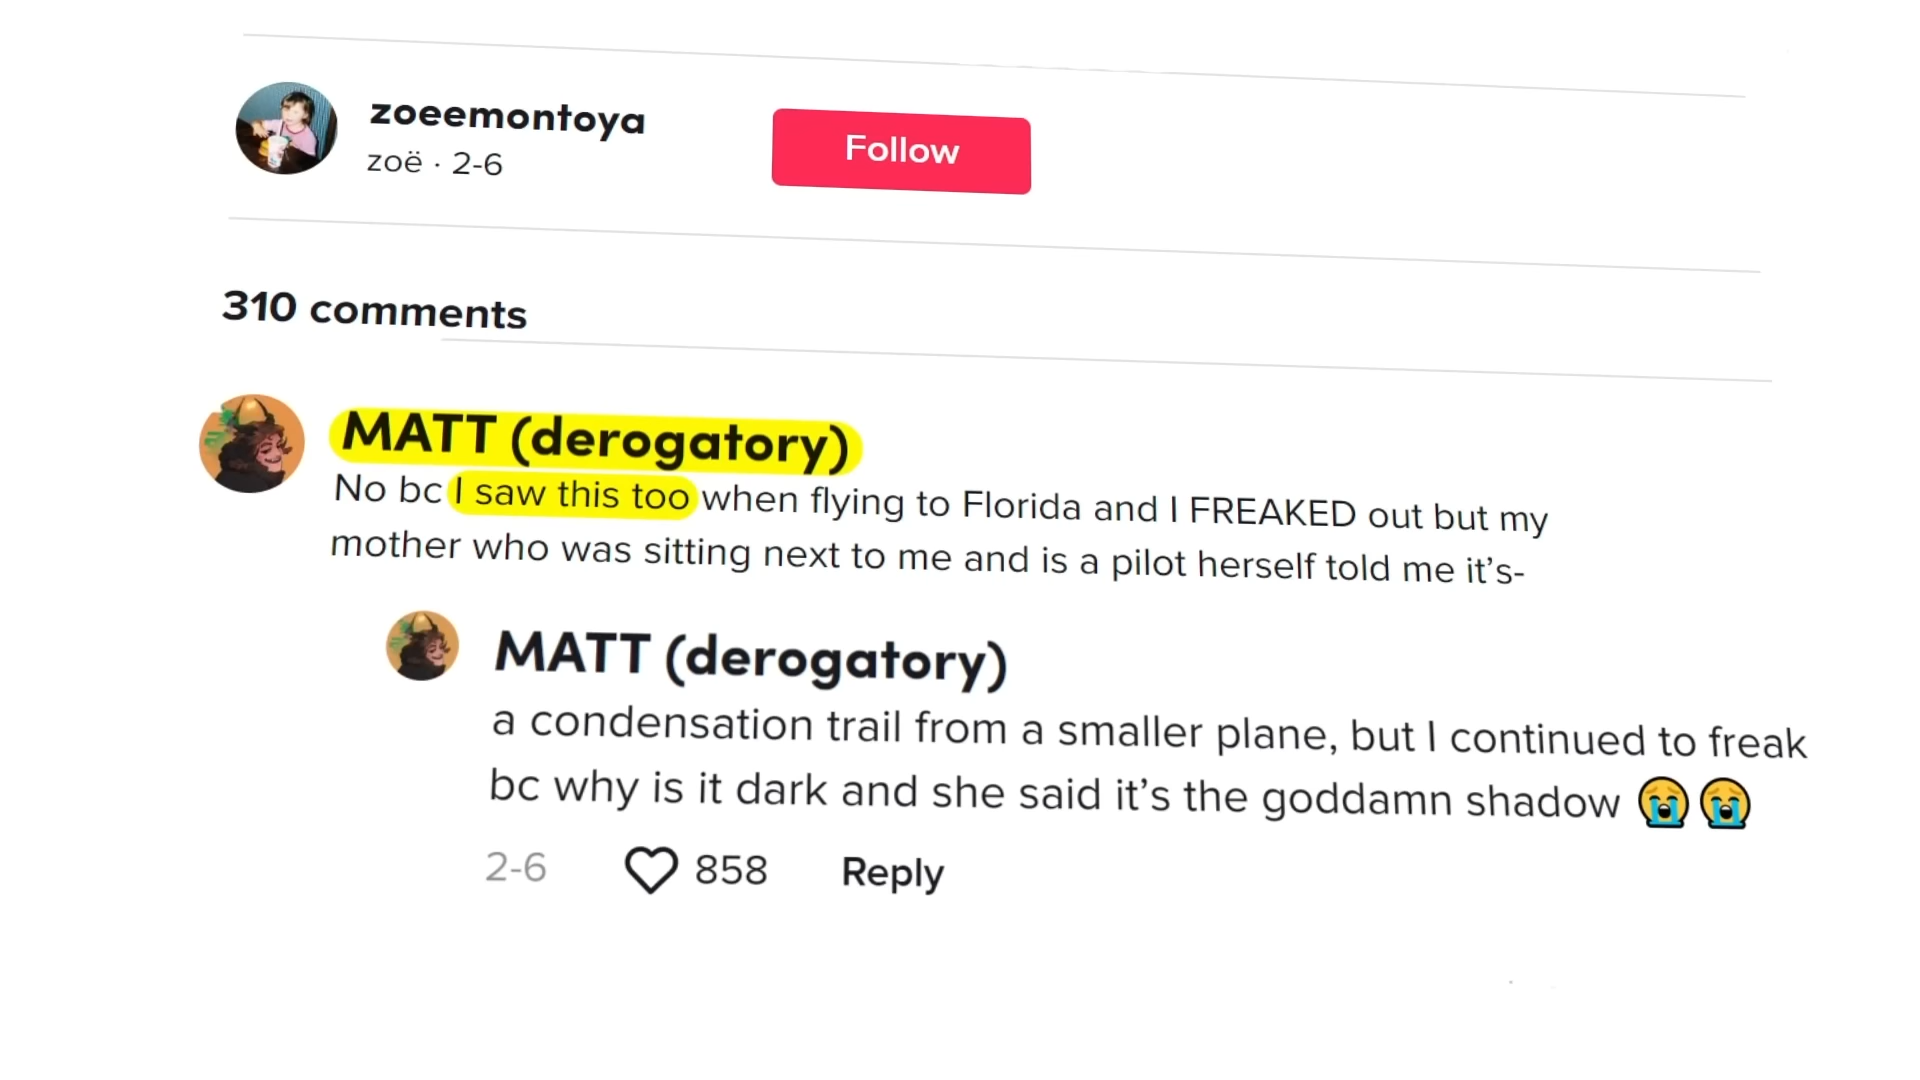 zoeemontoya
zoë · 2-6
Follow
310 comments
MATT (derogatory)
No bc I saw this too when flying to Florida and I FREAKED out but my
mother who was sitting next to me and is a pilot herself told me it’s-
MATT (derogatory)
a condensation trail from a smaller plane, but I continued to freak
bc why is it dark and she said it’s the goddamn shadow 😭😭
2-6 858 Reply